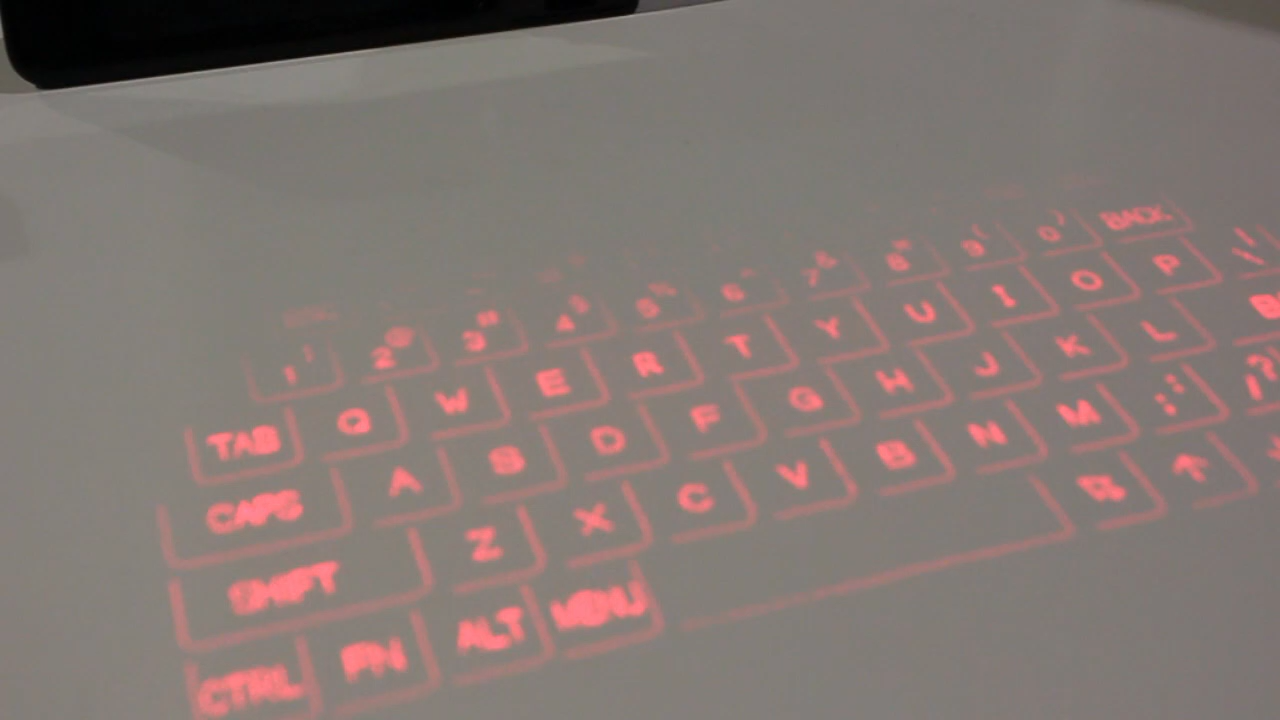 1 ! 2 @ 3 # 4 $ 5 % 6 ^ 7 & 8 * 9 ( 0 ) BACK
TAB Q W E R T Y U I O P \ |
CAPS A S D F G H J K L
SHIFT Z X C V B N M ; : / ?
CTRL FN ALT MENU ↑